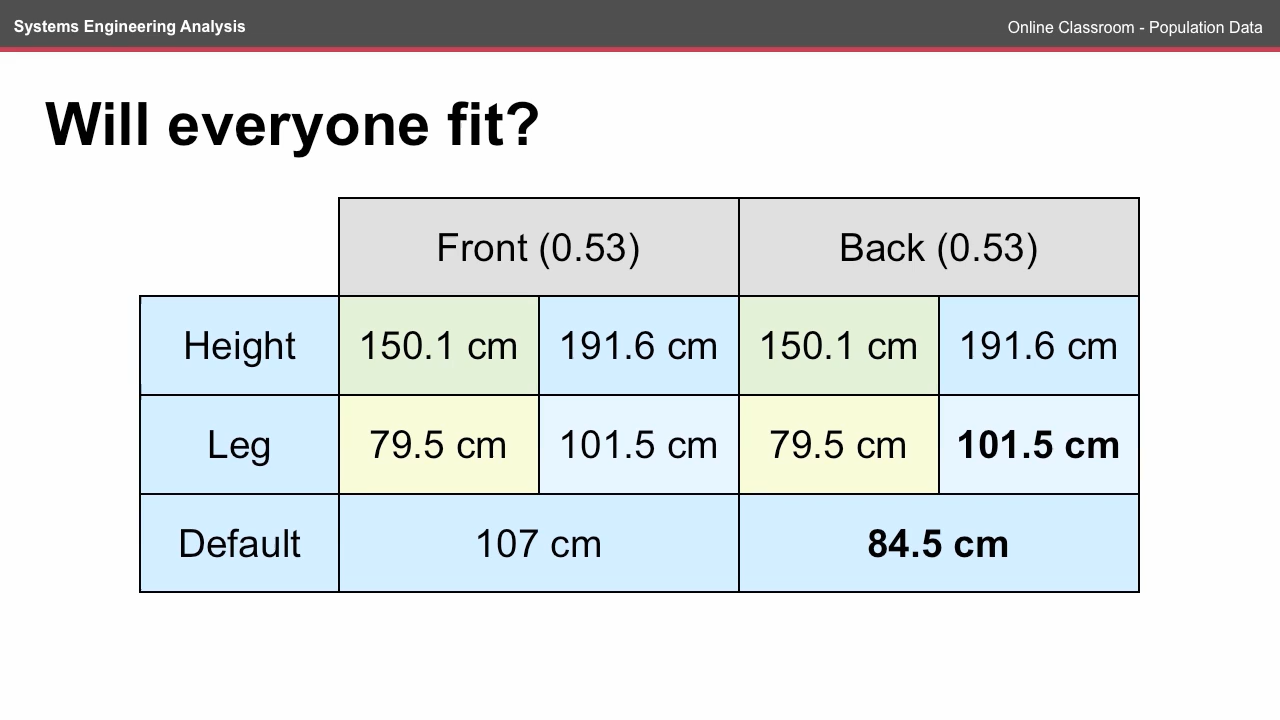 Systems Engineering Analysis
Online Classroom - Population Data
Will everyone fit?
Front (0.53) Back (0.53)
Height 150.1 cm 191.6 cm 150.1 cm 191.6 cm
Leg 79.5 cm 101.5 cm 79.5 cm 101.5 cm
Default 107 cm 84.5 cm